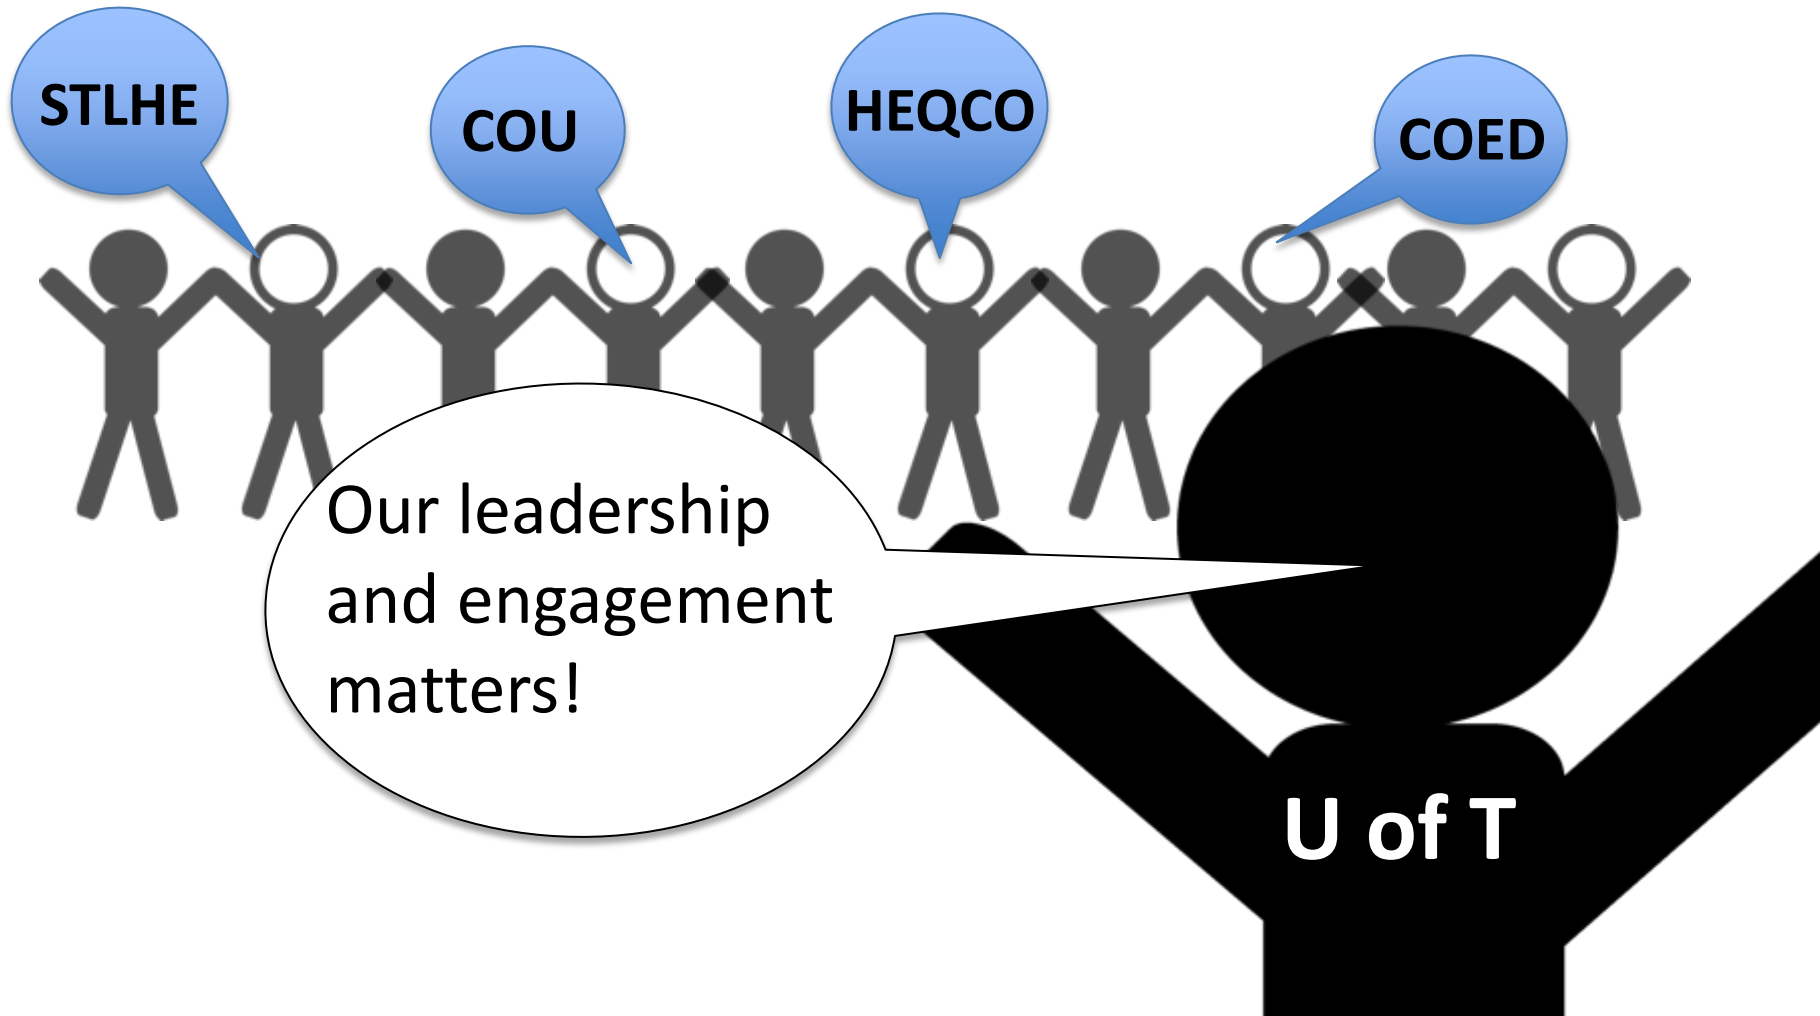 STLHE
COU
HEQCO
COED
Our leadership
and engagement
matters!
U of T